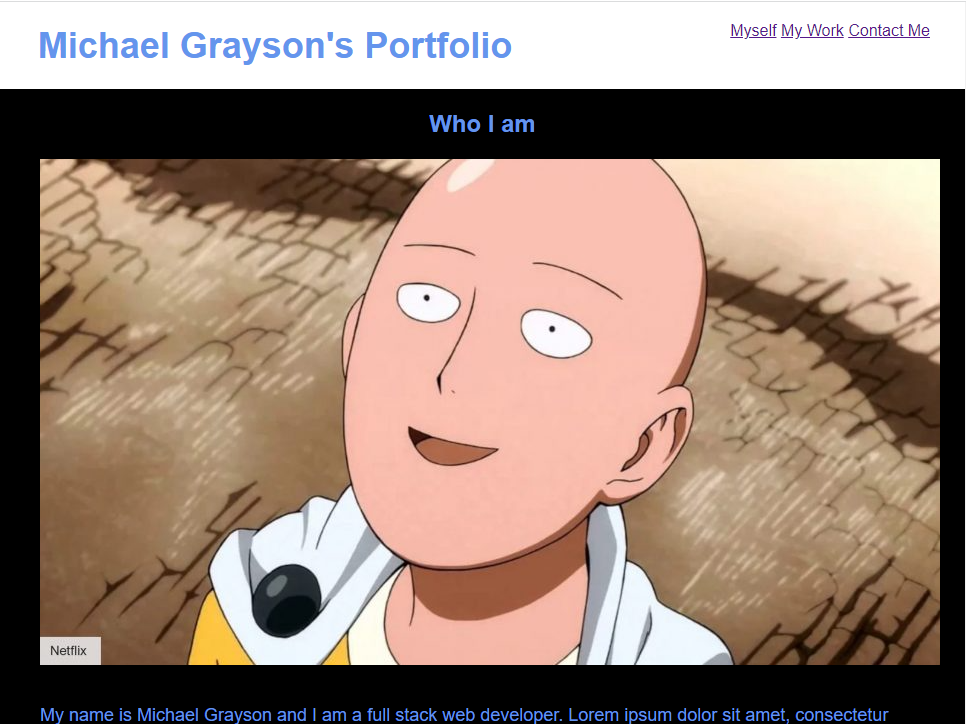 Michael Grayson's Portfolio
Myself My Work Contact Me
Who I am
Netflix
My name is Michael Grayson and I am a full stack web developer. Lorem ipsum dolor sit amet, consectetur